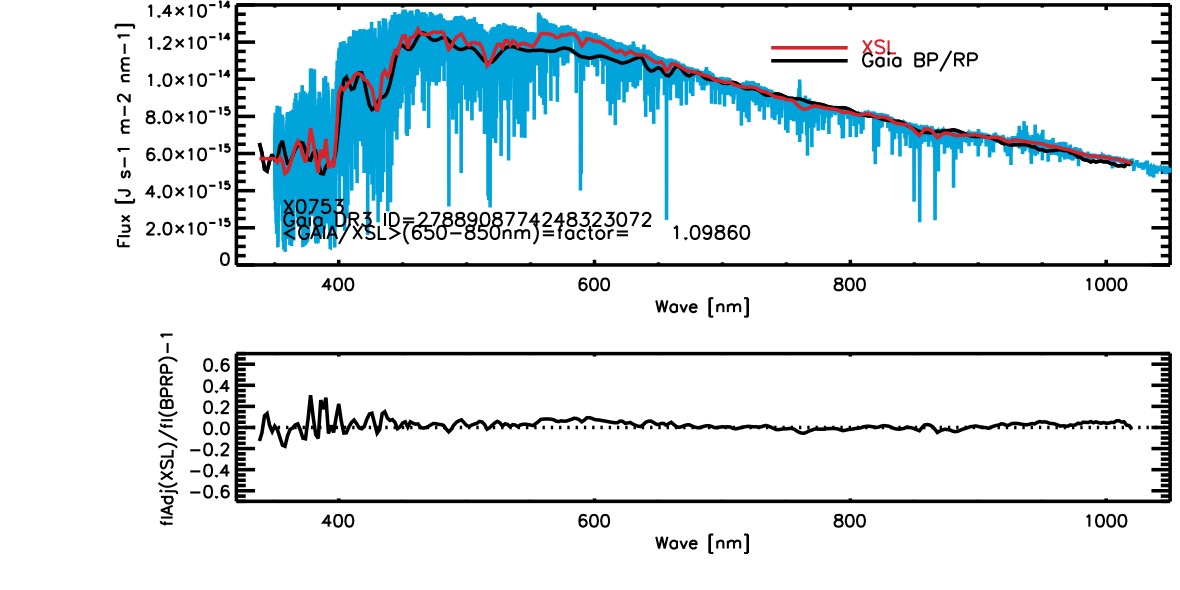 1.4×10−14
1.2×10−14
1.0×10−14
8.0×10−15
6.0×10−15
4.0×10−15
2.0×10−15
0
Flux [J s−1 m−2 nm−1]
XSL
Gaia BP/RP
X0753
Gaia DR3 ID=2788908774248323072
<GAIA/XSL>(650−850nm)=factor= 1.09860
400 600 800 1000
Wave [nm]
0.6
0.4
0.2
0.0
−0.2
−0.4
−0.6
flAdj(XSL)/fl(BPRP)−1
400 600 800 1000
Wave [nm]